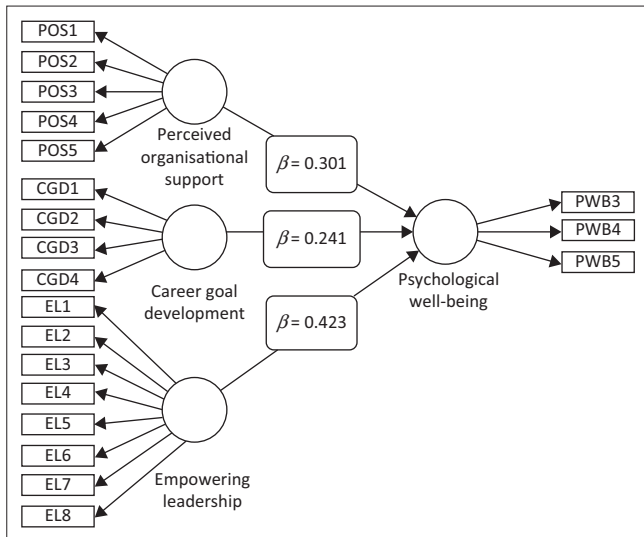 POS1
POS2
POS3
POS4
POS5
Perceived
organisational
support
β = 0.301
CGD1
CGD2
CGD3
CGD4
Career goal
development
β = 0.241
Psychological
well-being
PWB3
PWB4
PWB5
EL1
EL2
EL3
EL4
EL5
EL6
EL7
EL8
Empowering
leadership
β = 0.423